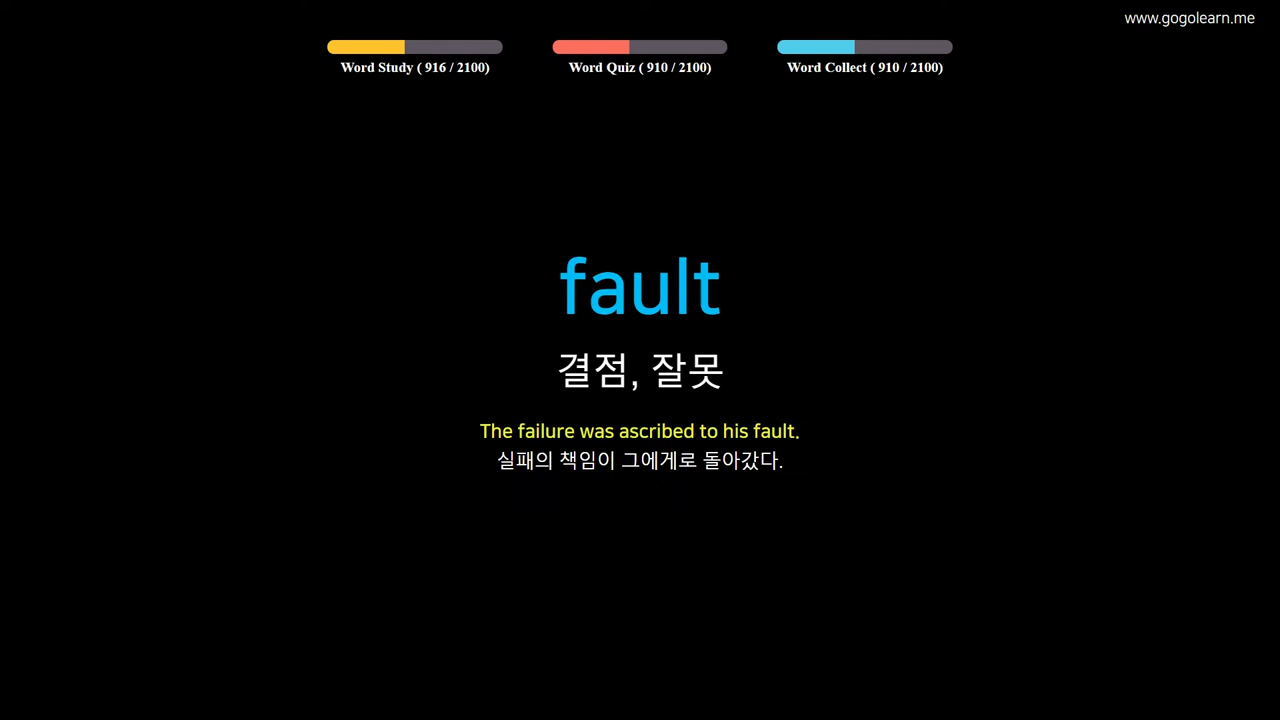 www.gogolearn.me
Word Study ( 916 / 2100)
Word Quiz ( 910 / 2100)
Word Collect ( 910 / 2100)
fault
결점, 잘못
The failure was ascribed to his fault.
실패의 책임이 그에게로 돌아갔다.